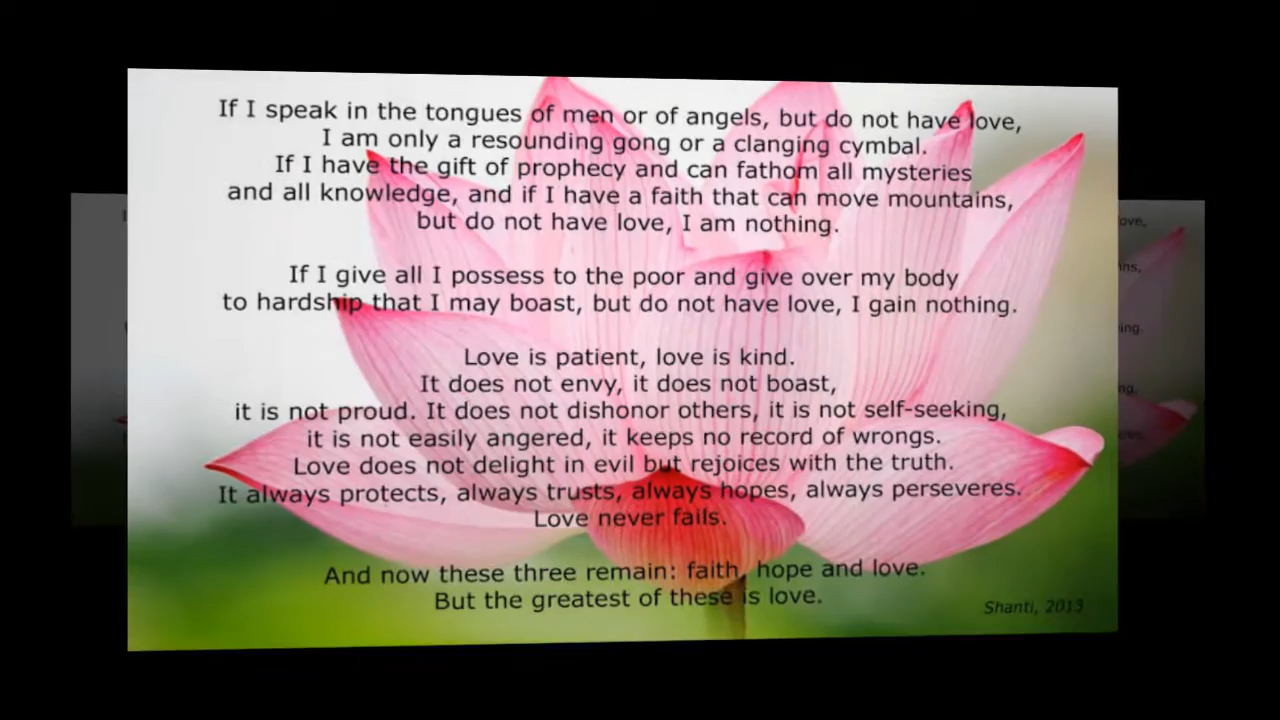 If I speak in the tongues of men or of angels, but do not have love,
I am only a resounding gong or a clanging cymbal.
If I have the gift of prophecy and can fathom all mysteries
and all knowledge, and if I have a faith that can move mountains,
but do not have love, I am nothing.
If I give all I possess to the poor and give over my body
to hardship that I may boast, but do not have love, I gain nothing.
Love is patient, love is kind.
It does not envy, it does not boast,
it is not proud. It does not dishonor others, it is not self-seeking,
it is not easily angered, it keeps no record of wrongs.
Love does not delight in evil but rejoices with the truth.
It always protects, always trusts, always hopes, always perseveres.
Love never fails.
And now these three remain: faith, hope and love.
But the greatest of these is love.
Shanti, 2013